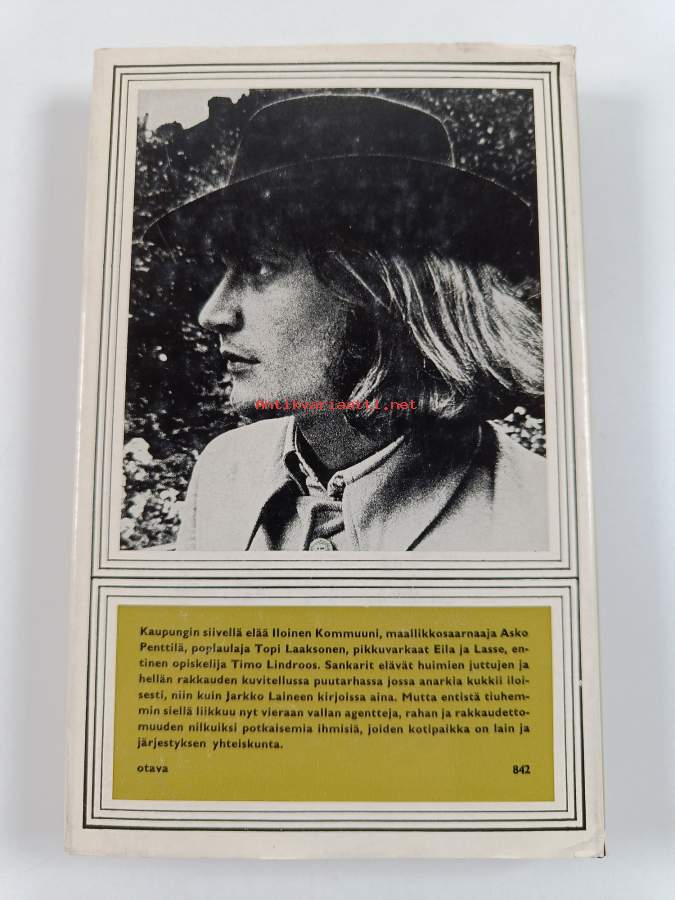 Antikvariaatti.net
Kaupungin siivellä elää Iloinen Kommuuni, maallikkosaarnaaja Asko
Penttilä, poplaulaja Topi Laaksonen, pikkuvarkaat Eila ja Lasse, en-
tinen opiskelija Timo Lindroos. Sankarit elävät huimien juttujen ja
hellän rakkauden kuvitellussa puutarhassa jossa anarkia kukkii iloi-
sesti, niin kuin Jarkko Laineen kirjoissa aina. Mutta entistä tiuhem-
min siellä liikkuu nyt vieraan vallan agentteja, rahan ja rakkaudetto-
muuden nilkuiksi potkaisemia ihmisiä, joiden kotipaikka on lain ja
järjestyksen yhteiskunta.
otava 842